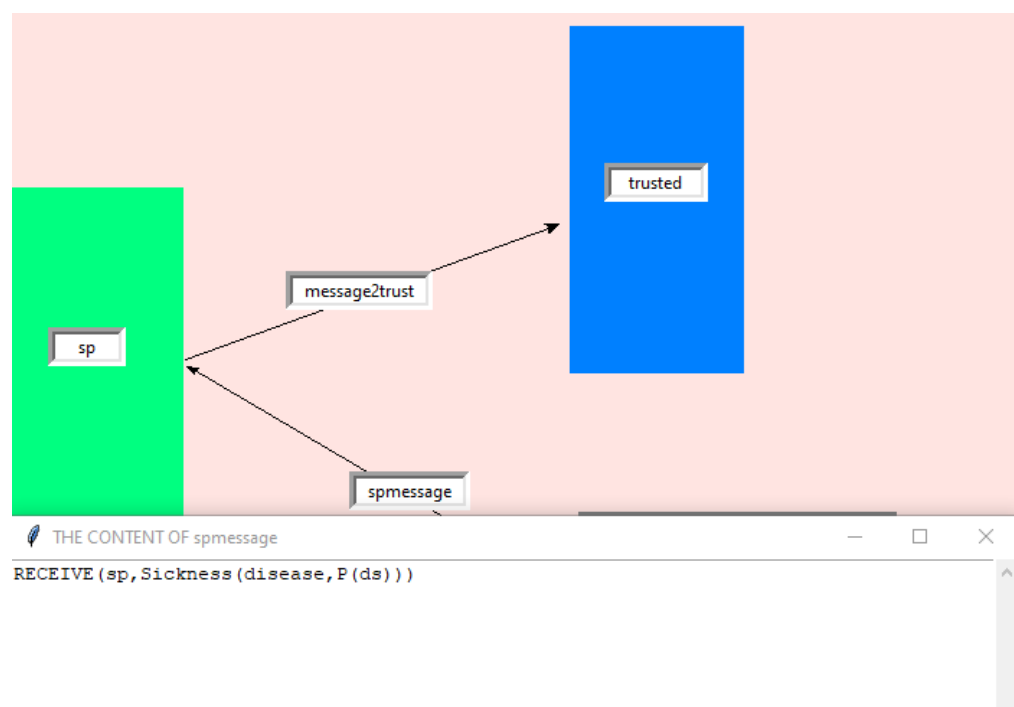 trusted
message2trust
sp
spmessage
THE CONTENT OF spmessage
RECEIVE(sp,Sickness(disease,P(ds)))